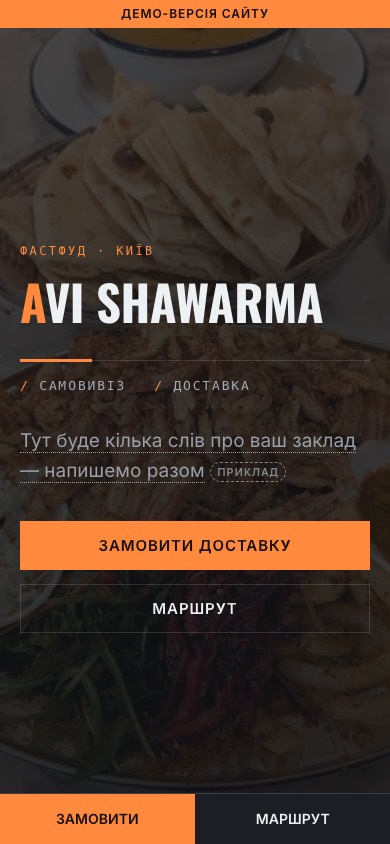 ДЕМО-ВЕРСІЯ САЙТУ
ФАСТФУД · КИЇВ
AVI SHAWARMA
/ САМОВИВІЗ / ДОСТАВКА
Тут буде кілька слів про ваш заклад
— напишемо разом ПРИКЛАД
ЗАМОВИТИ ДОСТАВКУ
МАРШРУТ
ЗАМОВИТИ МАРШРУТ